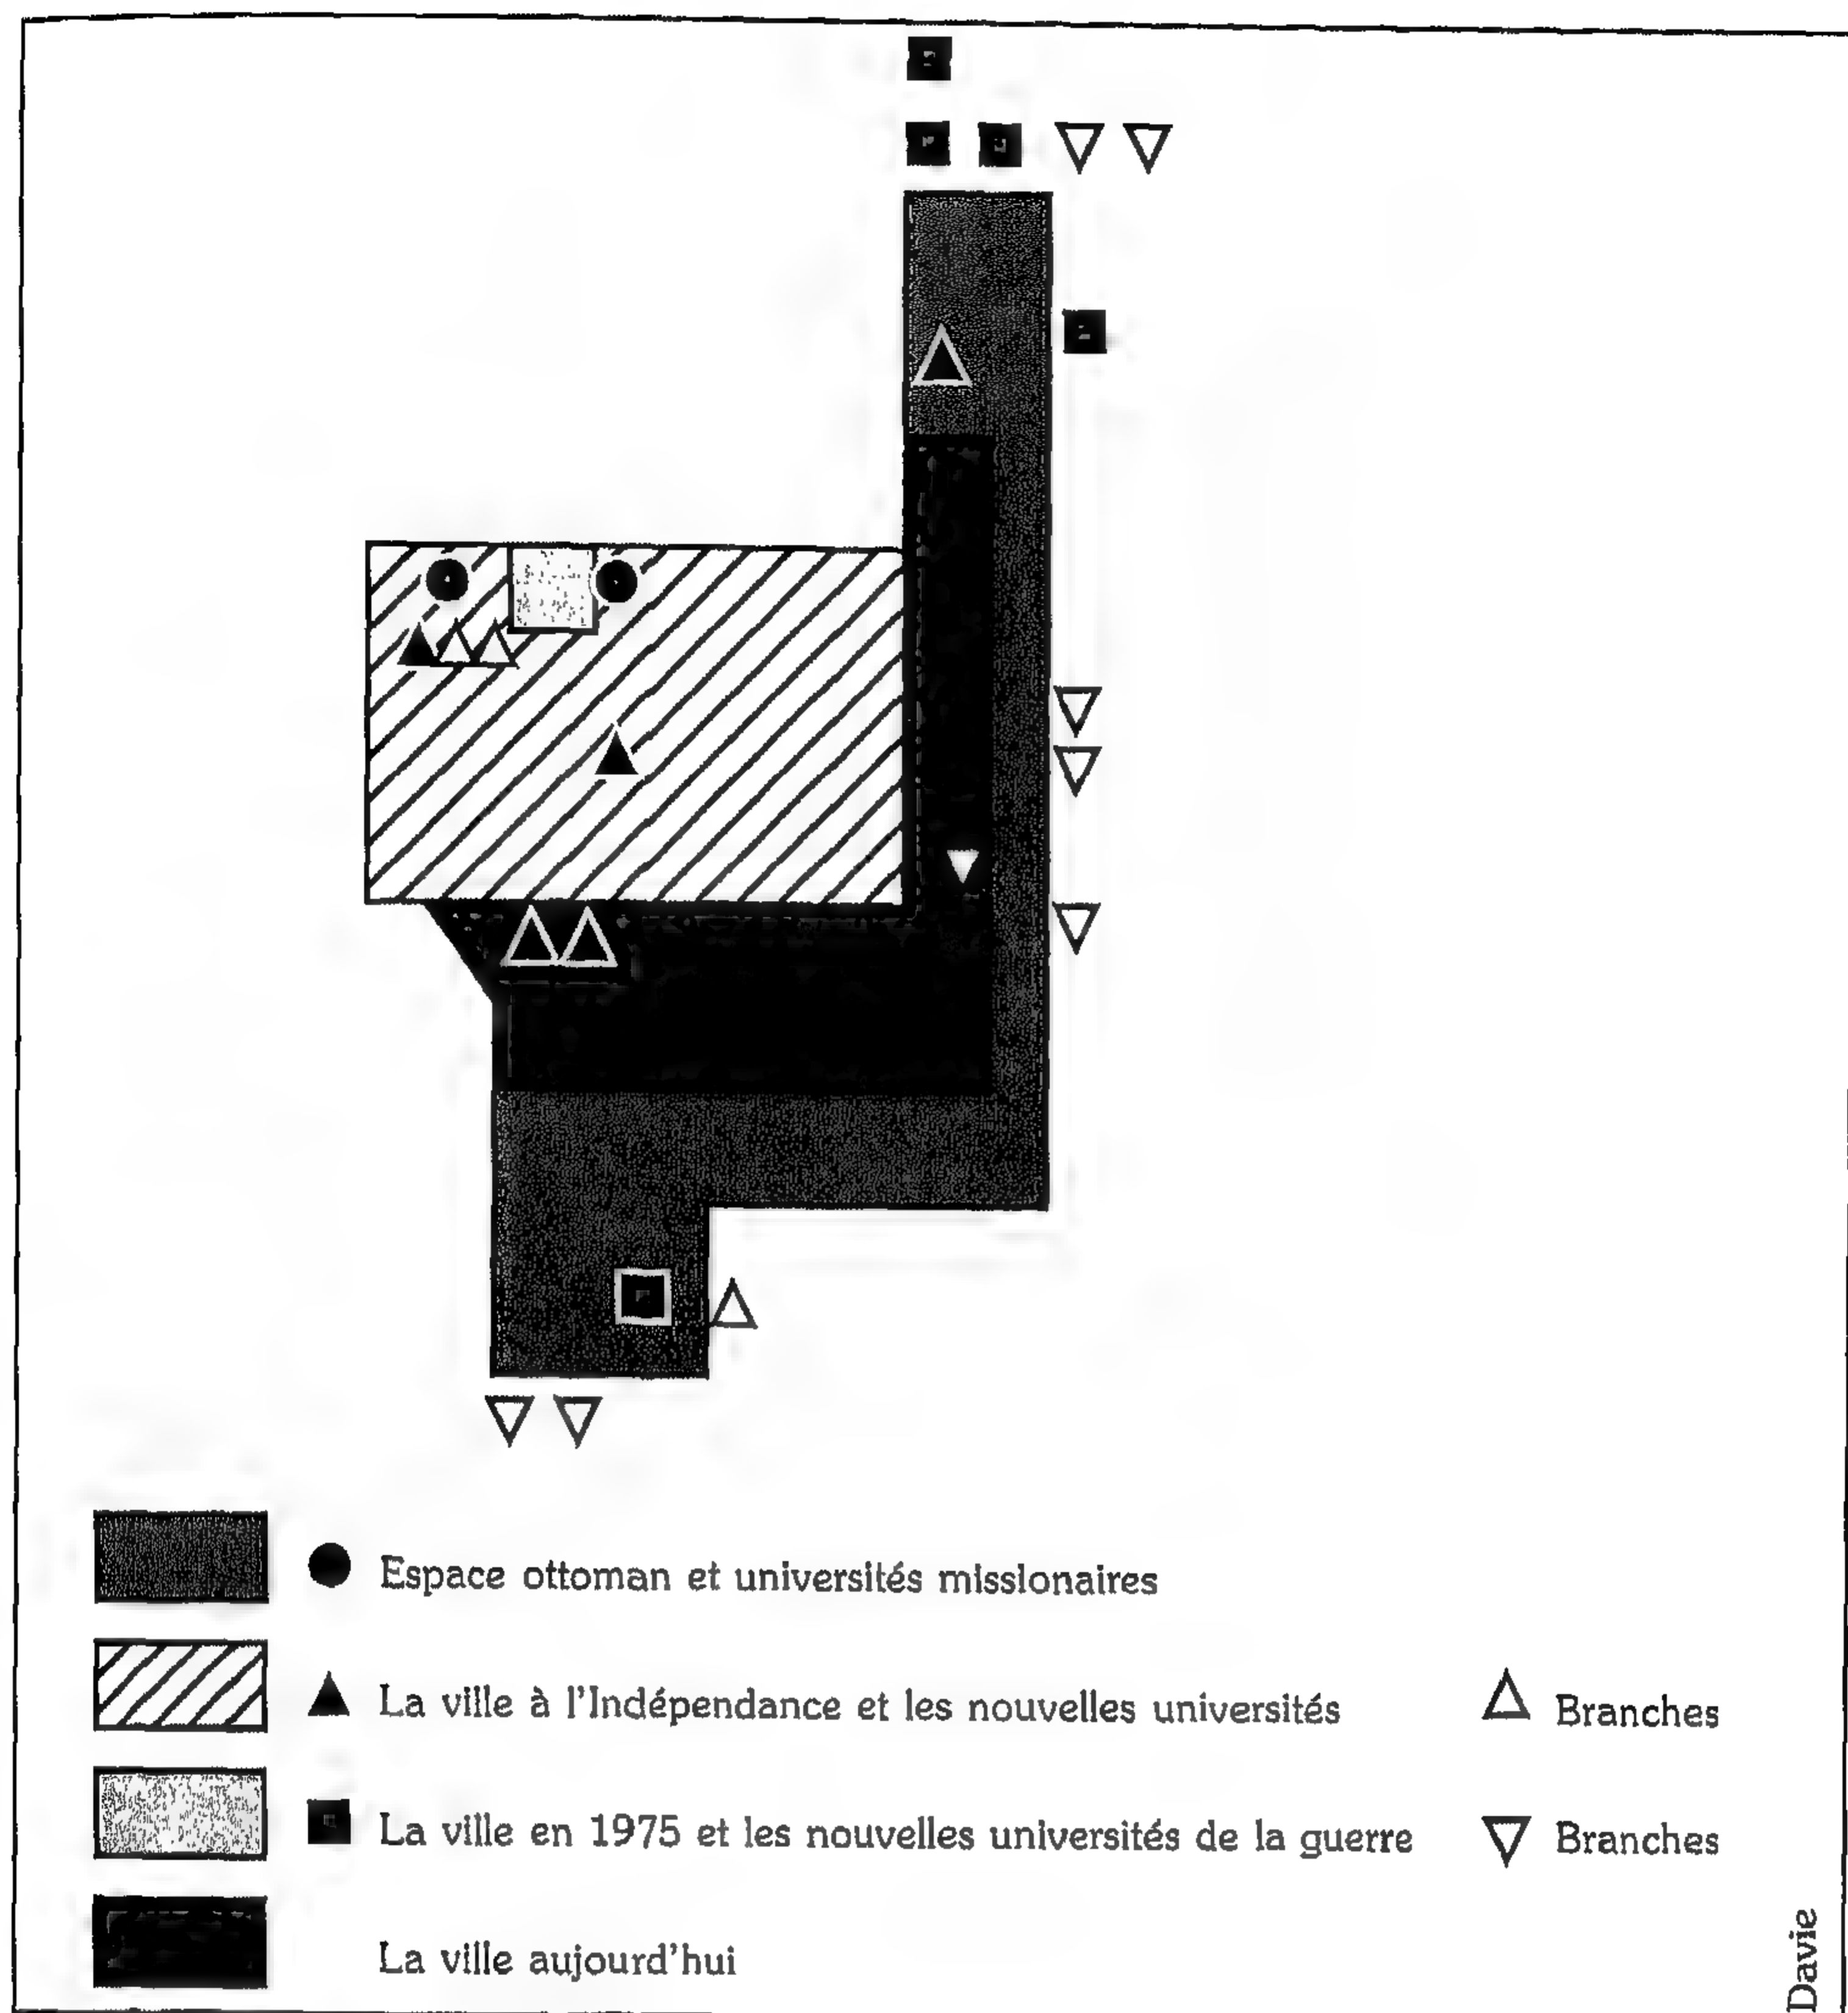 Espace ottoman et universités missionaires
La ville à l'Indépendance et les nouvelles universités
Branches
La ville en 1975 et les nouvelles universités de la guerre
Branches
La ville aujourd'hui
Davie